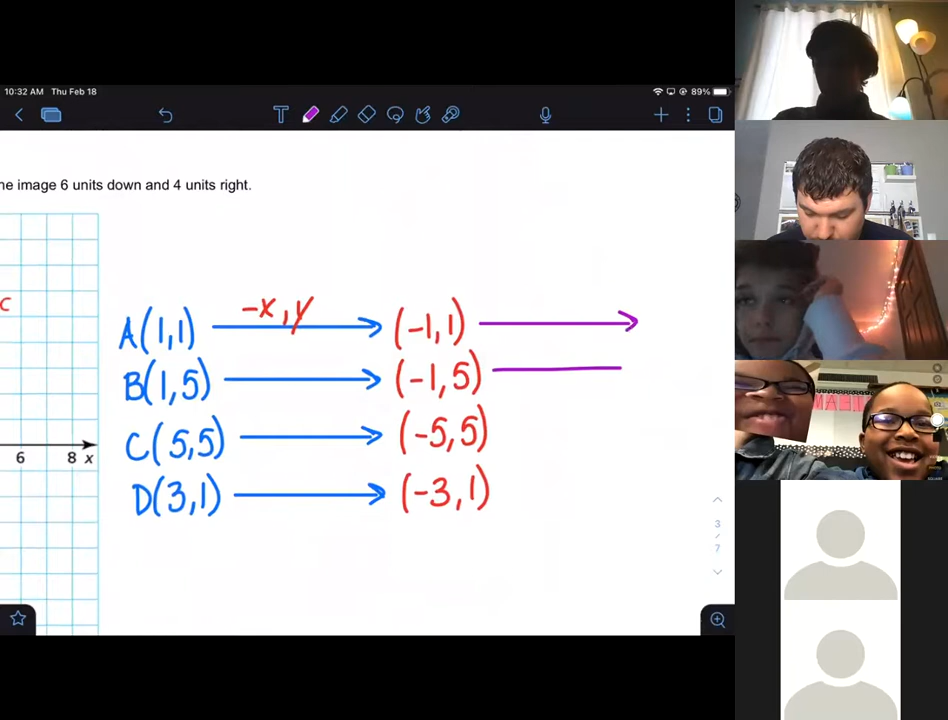 10:32 AM Thu Feb 18
89%
T
he image 6 units down and 4 units right.
C
A(1,1) -x,y (-1,1)
B(1,5) (-1,5)
C(5,5) (-5,5)
D(3,1) (-3,1)
6 8 x
3
/
7